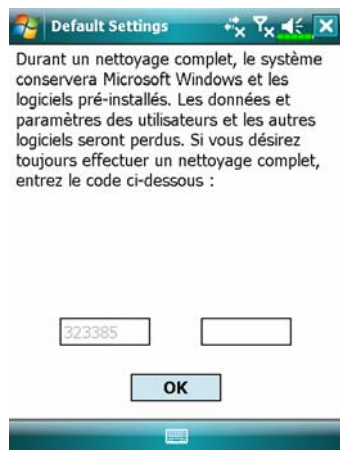 Default Settings
Durant un nettoyage complet, le système
conservera Microsoft Windows et les
logiciels pré-installés. Les données et
paramètres des utilisateurs et les autres
logiciels seront perdus. Si vous désirez
toujours effectuer un nettoyage complet,
entrez le code ci-dessous :
323385
OK